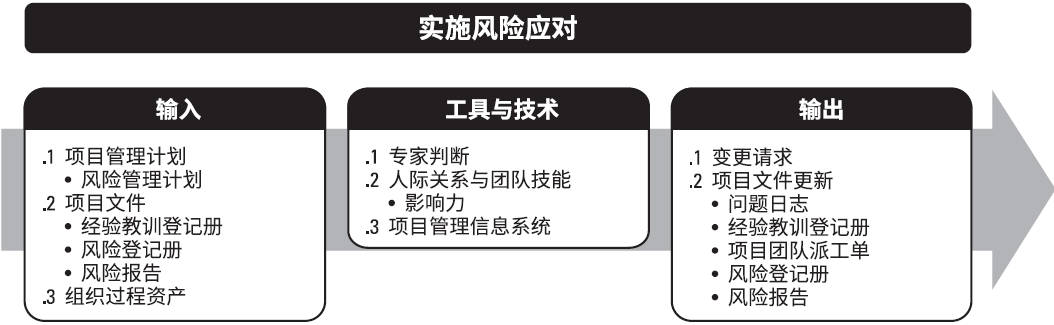 实施风险应对
输入
.1 项目管理计划
• 风险管理计划
.2 项目文件
• 经验教训登记册
• 风险登记册
• 风险报告
.3 组织过程资产
工具与技术
.1 专家判断
.2 人际关系与团队技能
• 影响力
.3 项目管理信息系统
输出
.1 变更请求
.2 项目文件更新
• 问题日志
• 经验教训登记册
• 项目团队派工单
• 风险登记册
• 风险报告